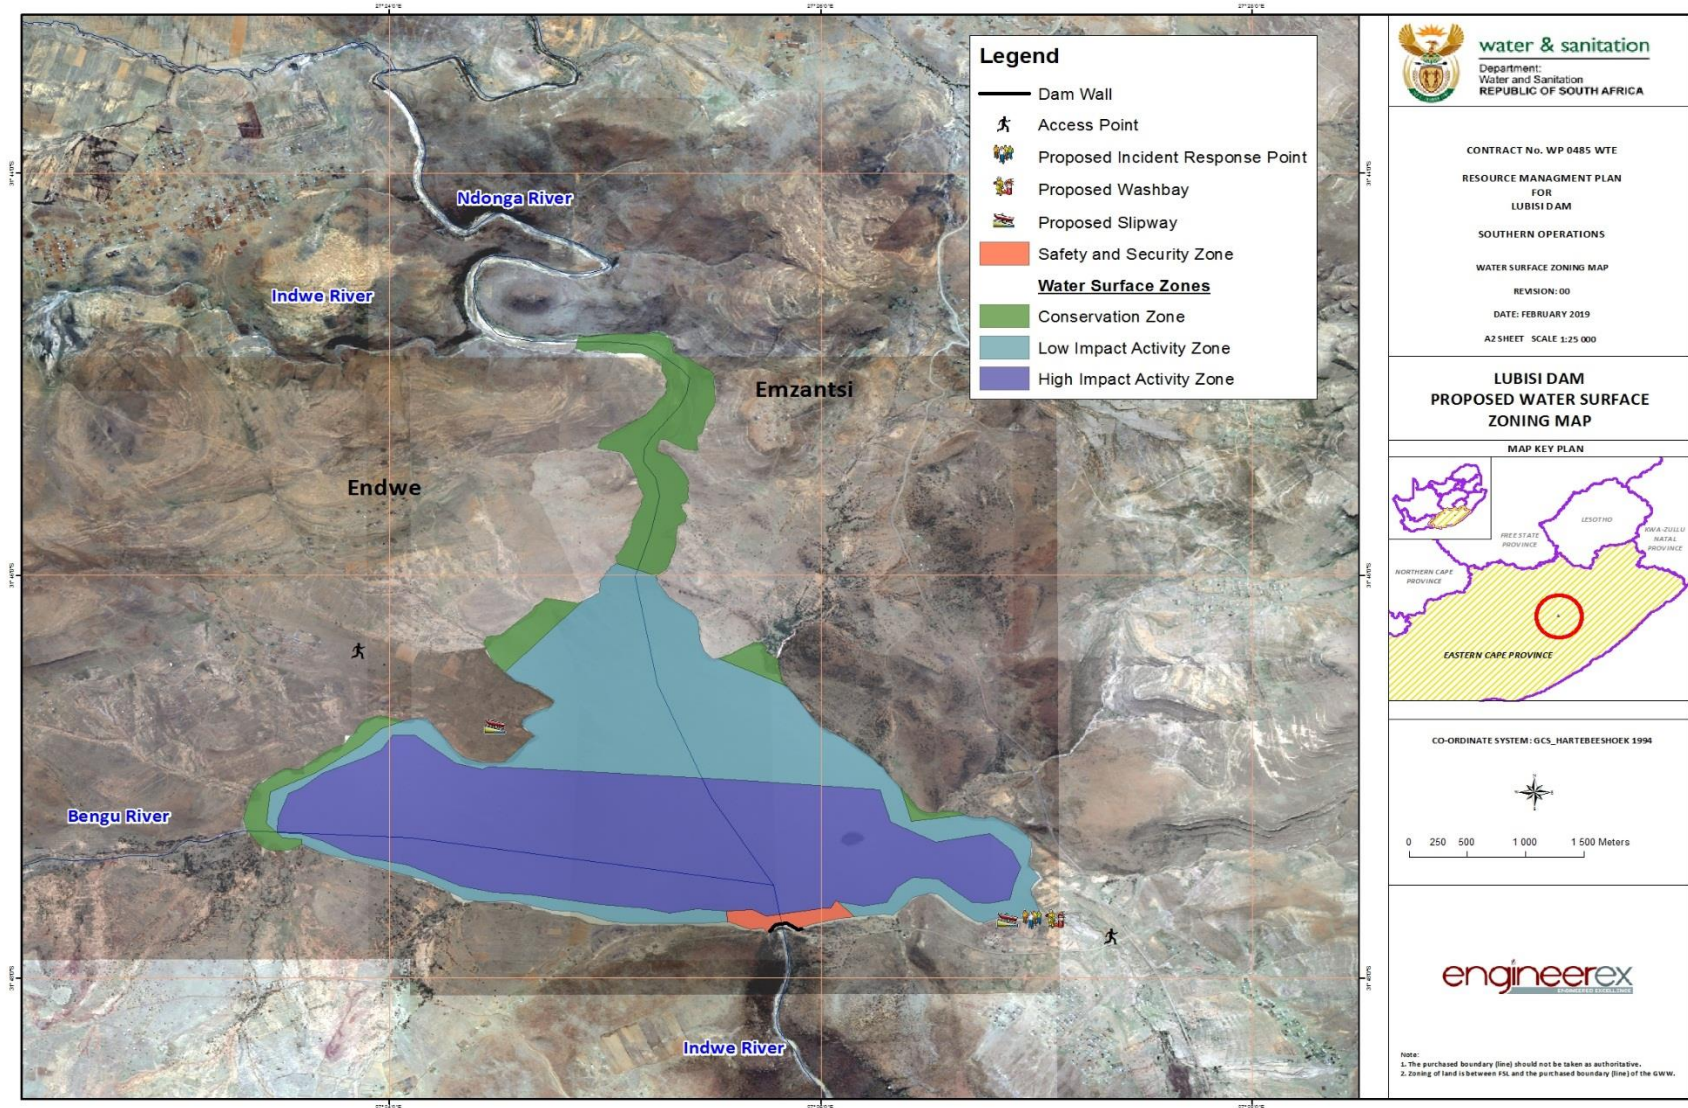 Legend
Dam Wall
Access Point
Proposed Incident Response Point
Proposed Washbay
Proposed Slipway
Safety and Security Zone
Water Surface Zones
Conservation Zone
Low Impact Activity Zone
High Impact Activity Zone
Ndonga River
Indwe River
Emzantsi
Endwe
Bengu River
Indwe River
water & sanitation
Department:
Water and Sanitation
REPUBLIC OF SOUTH AFRICA
CONTRACT No. WP 0485 WTE
RESOURCE MANAGMENT PLAN
FOR
LUBISI DAM
SOUTHERN OPERATIONS
WATER SURFACE ZONING MAP
REVISION: 00
DATE: FEBRUARY 2019
A2 SHEET SCALE 1:25 000
LUBISI DAM
PROPOSED WATER SURFACE
ZONING MAP
MAP KEY PLAN
LESOTHO
FREE STATE
PROVINCE
KWA-ZULLU
NATAL
PROVINCE
NORTHERN CAPE
PROVINCE
EASTERN CAPE PROVINCE
CO-ORDINATE SYSTEM: GCS_HARTEBEESHOEK 1994
0 250 500 1 000 1 500 Meters
engineerex
ENGINEERED EXCELLENCE
Note:
1. The purchased boundary (line) should not be taken as authoritative.
2. Zoning of land is between FSL and the purchased boundary (line) of the GWW.